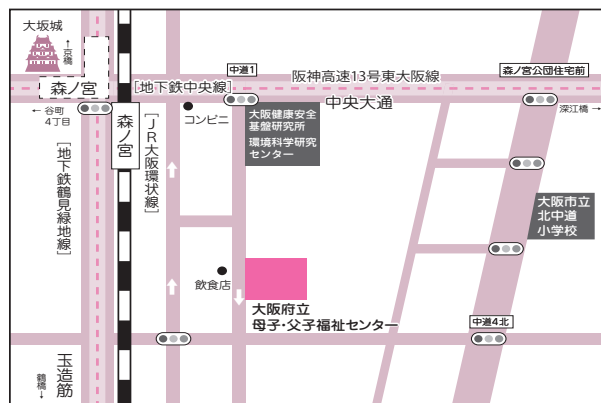 大坂城
↑京橋
森ノ宮
[地下鉄中央線]
中道1
阪神高速13号東大阪線
森ノ宮公団住宅前
中央大通
← 谷町
4丁目
深江橋→
コンビニ
大阪健康安全
基盤研究所
環境科学研究
センター
森ノ宮
[JR大阪環状線]
[地下鉄鶴見緑地線]
大阪市立
北中道
小学校
飲食店
大阪府立
母子・父子福祉センター
中道4北
玉造筋
鶴橋↓